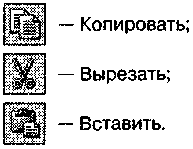 — Копировать;
— Вырезать;
— Вставить.